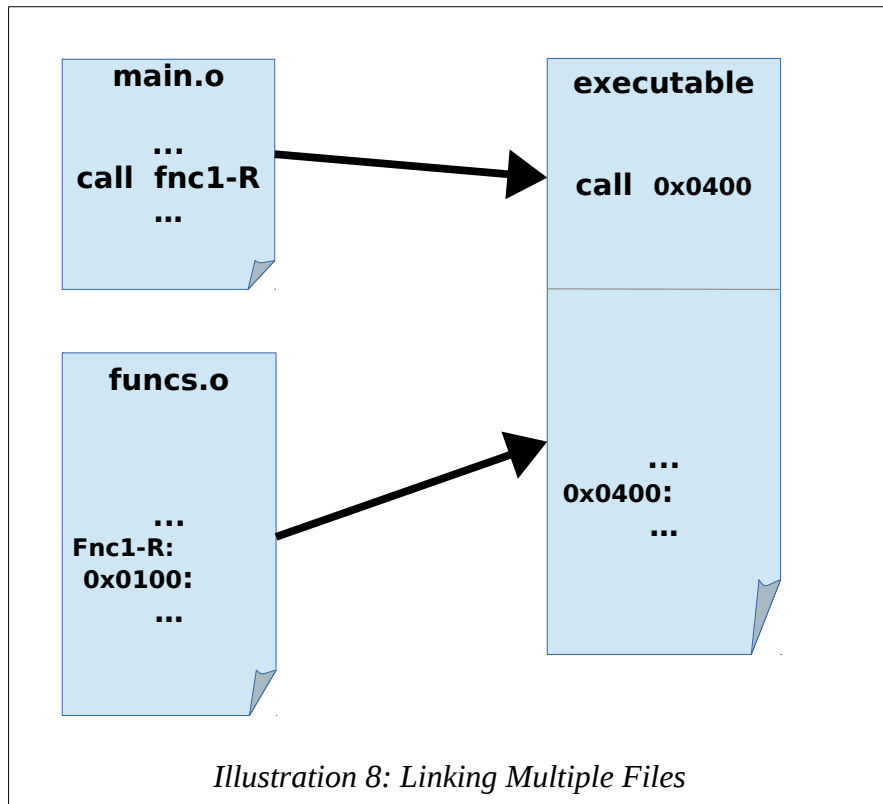 main.o
...
call fnc1-R
...
executable
call 0x0400
funcs.o
...
Fnc1-R:
0x0100:
...
...
0x0400:
...
Illustration 8: Linking Multiple Files